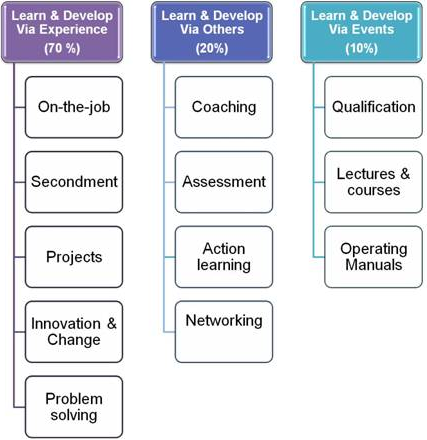 Learn & Develop
Via Experience
(70 %)
On-the-job
Secondment
Projects
Innovation &
Change
Problem
solving
Learn & Develop
Via Others
(20%)
Coaching
Assessment
Action
learning
Networking
Learn & Develop
Via Events
(10%)
Qualification
Lectures &
courses
Operating
Manuals